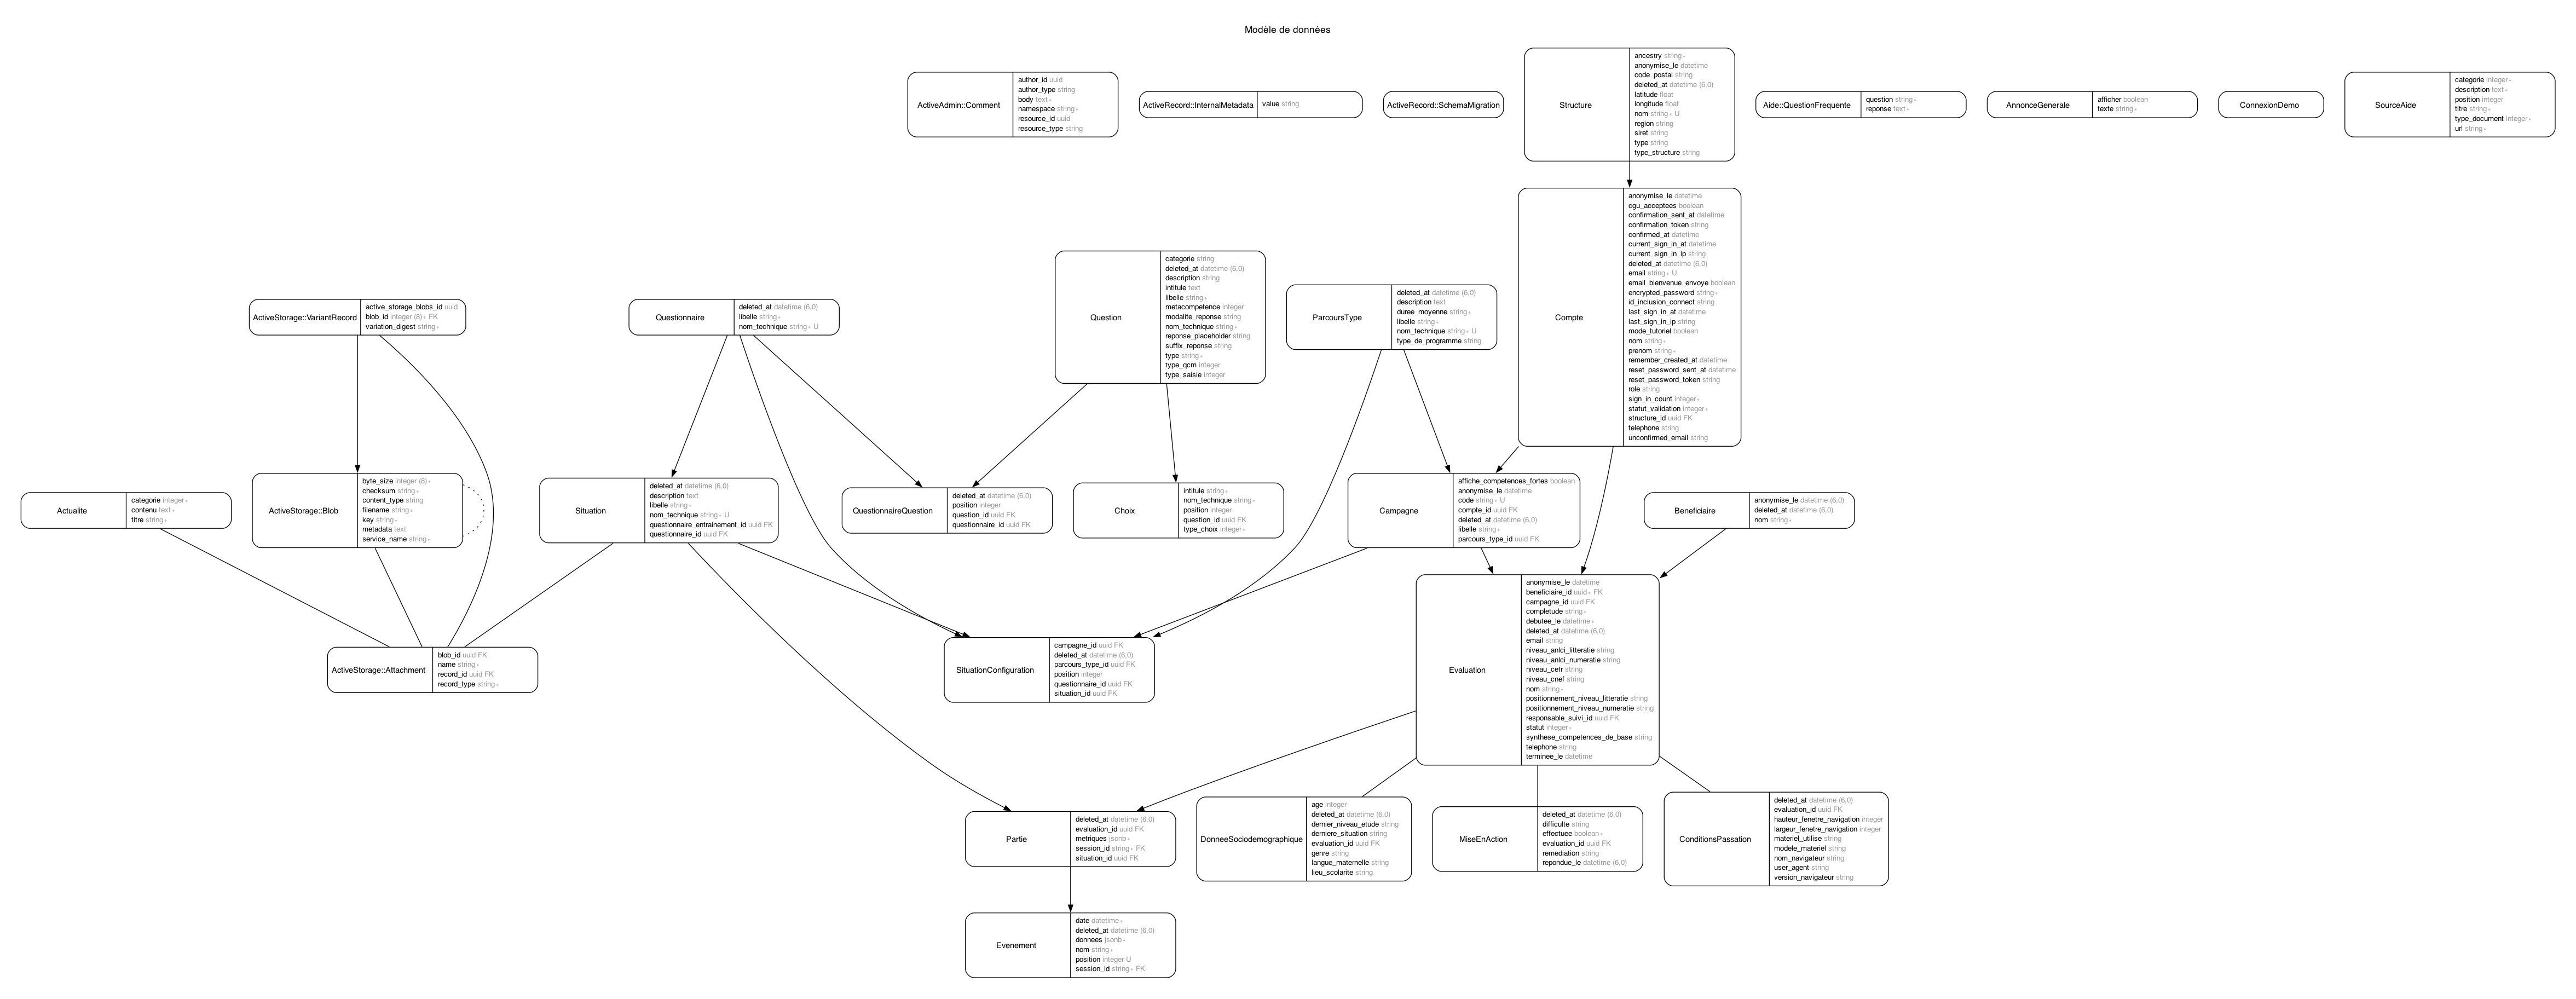 Modèle de données
ActiveAdmin::Comment
author_id uuid
author_type string
body text ∗
namespace string ∗
resource_id uuid
resource_type string
ActiveRecord::InternalMetadata
value string
ActiveRecord::SchemaMigration
Structure
ancestry string ∗
anonymise_le datetime
code_postal string
deleted_at datetime (6,0)
latitude float
longitude float
nom string ∗ U
region string
siret string
type string
type_structure string
Aide::QuestionFrequente
question string ∗
reponse text ∗
AnnonceGenerale
afficher boolean
texte string ∗
ConnexionDemo
SourceAide
categorie integer ∗
description text ∗
position integer
titre string ∗
type_document integer ∗
url string ∗
Compte
anonymise_le datetime
cgu_acceptees boolean
confirmation_sent_at datetime
confirmation_token string
confirmed_at datetime
current_sign_in_at datetime
current_sign_in_ip string
deleted_at datetime (6,0)
email string ∗ U
email_bienvenue_envoye boolean
encrypted_password string ∗
id_inclusion_connect string
last_sign_in_at datetime
last_sign_in_ip string
mode_tutoriel boolean
nom string ∗
prenom string ∗
remember_created_at datetime
reset_password_sent_at datetime
reset_password_token string
role string
sign_in_count integer ∗
statut_validation integer ∗
structure_id uuid FK
telephone string
unconfirmed_email string
ActiveStorage::VariantRecord
active_storage_blobs_id uuid
blob_id integer (8) ∗ FK
variation_digest string ∗
Questionnaire
deleted_at datetime (6,0)
libelle string ∗
nom_technique string ∗ U
Question
categorie string
deleted_at datetime (6,0)
description string
intitule text
libelle string ∗
metacompetence integer
modalite_reponse string
nom_technique string ∗
reponse_placeholder string
suffix_reponse string
type string ∗
type_qcm integer
type_saisie integer
ParcoursType
deleted_at datetime (6,0)
description text
duree_moyenne string ∗
libelle string ∗
nom_technique string ∗ U
type_de_programme string
Actualite
categorie integer ∗
contenu text ∗
titre string ∗
ActiveStorage::Blob
byte_size integer (8) ∗
checksum string ∗
content_type string
filename string ∗
key string ∗
metadata text
service_name string ∗
Situation
deleted_at datetime (6,0)
description text
libelle string ∗
nom_technique string ∗ U
questionnaire_entrainement_id uuid FK
questionnaire_id uuid FK
QuestionnaireQuestion
deleted_at datetime (6,0)
position integer
question_id uuid FK
questionnaire_id uuid FK
Choix
intitule string ∗
nom_technique string ∗
position integer
question_id uuid FK
type_choix integer ∗
Campagne
affiche_competences_fortes boolean
anonymise_le datetime
code string ∗ U
compte_id uuid FK
deleted_at datetime (6,0)
libelle string ∗
parcours_type_id uuid FK
Beneficiaire
anonymise_le datetime (6,0)
deleted_at datetime (6,0)
nom string ∗
ActiveStorage::Attachment
blob_id uuid FK
name string ∗
record_id uuid FK
record_type string ∗
SituationConfiguration
campagne_id uuid FK
deleted_at datetime (6,0)
parcours_type_id uuid FK
position integer
questionnaire_id uuid FK
situation_id uuid FK
Evaluation
anonymise_le datetime
beneficiaire_id uuid ∗ FK
campagne_id uuid FK
completude string ∗
debutee_le datetime ∗
deleted_at datetime (6,0)
email string
niveau_anlci_litteratie string
niveau_anlci_numeratie string
niveau_cefr string
niveau_cnef string
nom string ∗
positionnement_niveau_litteratie string
positionnement_niveau_numeratie string
responsable_suivi_id uuid FK
statut integer ∗
synthese_competences_de_base string
telephone string
terminee_le datetime
Partie
deleted_at datetime (6,0)
evaluation_id uuid FK
metriques jsonb ∗
session_id string ∗ FK
situation_id uuid FK
DonneeSociodemographique
age integer
deleted_at datetime (6,0)
dernier_niveau_etude string
derniere_situation string
evaluation_id uuid FK
genre string
langue_maternelle string
lieu_scolarite string
MiseEnAction
deleted_at datetime (6,0)
difficulte string
effectuee boolean ∗
evaluation_id uuid FK
remediation string
repondue_le datetime (6,0)
ConditionsPassation
deleted_at datetime (6,0)
evaluation_id uuid FK
hauteur_fenetre_navigation integer
largeur_fenetre_navigation integer
materiel_utilise string
modele_materiel string
nom_navigateur string
user_agent string
version_navigateur string
Evenement
date datetime ∗
deleted_at datetime (6,0)
donnees jsonb ∗
nom string ∗
position integer U
session_id string ∗ FK